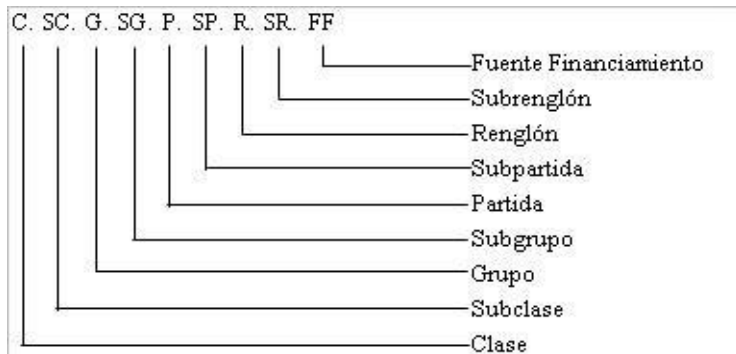 C. SC. G. SG. P. SP. R. SR. FF
Fuente Financiamiento
Subrenglón
Renglón
Subpartida
Partida
Subgrupo
Grupo
Subclase
Clase